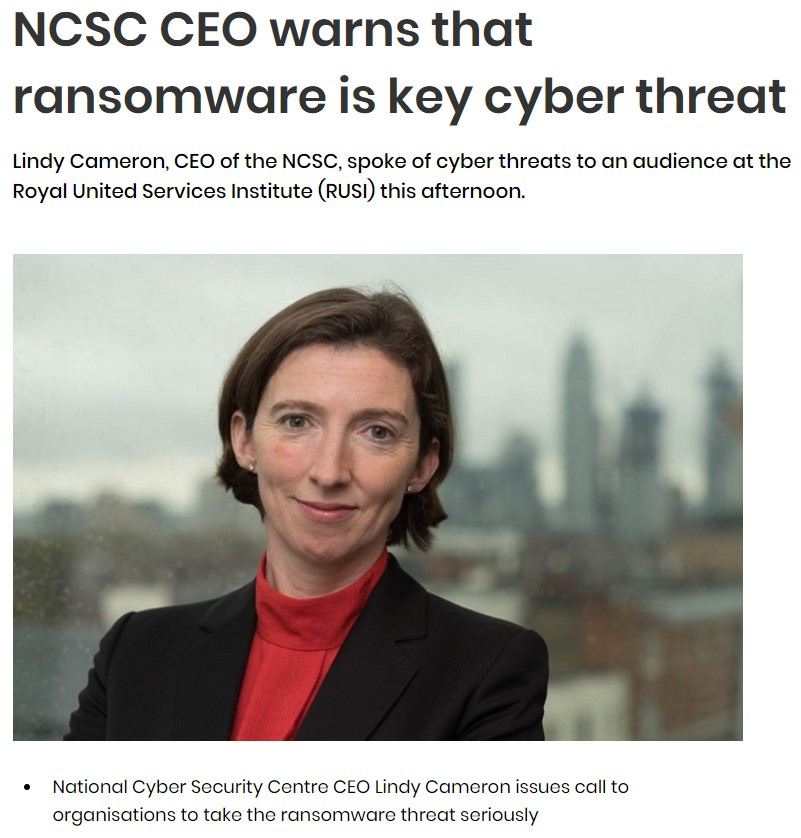 NCSC CEO warns that
ransomware is key cyber threat
Lindy Cameron, CEO of the NCSC, spoke of cyber threats to an audience at the
Royal United Services Institute (RUSI) this afternoon.
• National Cyber Security Centre CEO Lindy Cameron issues call to
organisations to take the ransomware threat seriously